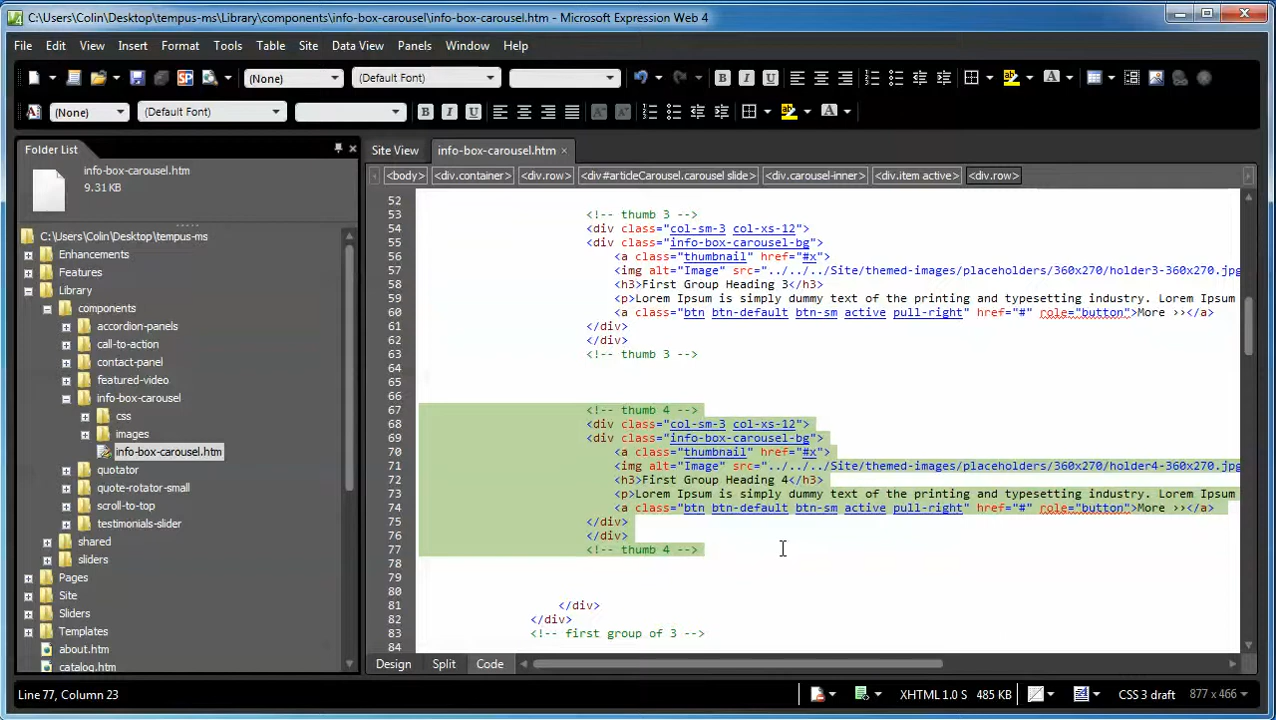 C:\Users\Colin\Desktop\tempus-ms\Library\components\info-box-carousel\info-box-carousel.htm - Microsoft Expression Web 4
File Edit View Insert Format Tools Table Site Data View Panels Window Help
(None) (Default Font)
(None) (Default Font)
Folder List
Site View info-box-carousel.htm ×
info-box-carousel.htm
9.31 KB
<body> <div.container> <div.row> <div#articleCarousel.carousel slide> <div.carousel-inner> <div.item active> <div.row>
C:\Users\Colin\Desktop\tempus-ms
Enhancements
Features
Library
components
accordion-panels
call-to-action
contact-panel
featured-video
info-box-carousel
css
images
info-box-carousel.htm
quotator
quote-rotator-small
scroll-to-top
testimonials-slider
shared
sliders
Pages
Site
Sliders
Templates
about.htm
catalog.htm
52
53 <!-- thumb 3 -->
54 <div class="col-sm-3 col-xs-12">
55 <div class="info-box-carousel-bg">
56 <a class="thumbnail" href="#x">
57 <img alt="Image" src="../../../Site/themed-images/placeholders/360x270/holder3-360x270.jpg
58 <h3>First Group Heading 3</h3>
59 <p>Lorem Ipsum is simply dummy text of the printing and typesetting industry. Lorem Ipsum
60 <a class="btn btn-default btn-sm active pull-right" href="#" role="button">More ››</a>
61 </div>
62 </div>
63 <!-- thumb 3 -->
64
65
66
67 <!-- thumb 4 -->
68 <div class="col-sm-3 col-xs-12">
69 <div class="info-box-carousel-bg">
70 <a class="thumbnail" href="#x">
71 <img alt="Image" src="../../../Site/themed-images/placeholders/360x270/holder4-360x270.jpg
72 <h3>First Group Heading 4</h3>
73 <p>Lorem Ipsum is simply dummy text of the printing and typesetting industry. Lorem Ipsum
74 <a class="btn btn-default btn-sm active pull-right" href="#" role="button">More ››</a>
75 </div>
76 </div>
77 <!-- thumb 4 -->
78
79
80
81 </div>
82 </div>
83 <!-- first group of 3 -->
84
Design Split Code
Line 77, Column 23 XHTML 1.0 S 485 KB CSS 3 draft 877 x 466